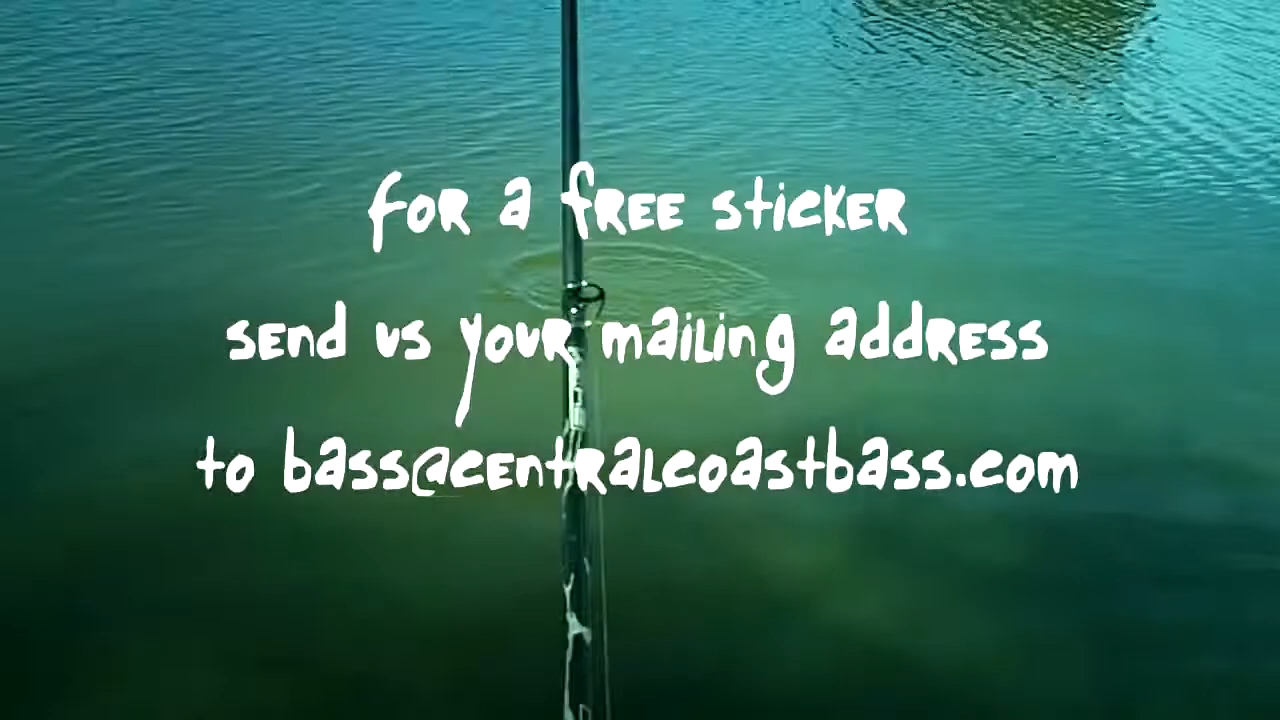 for a free sticker
send us your mailing address
to bass@centralcoastbass.com